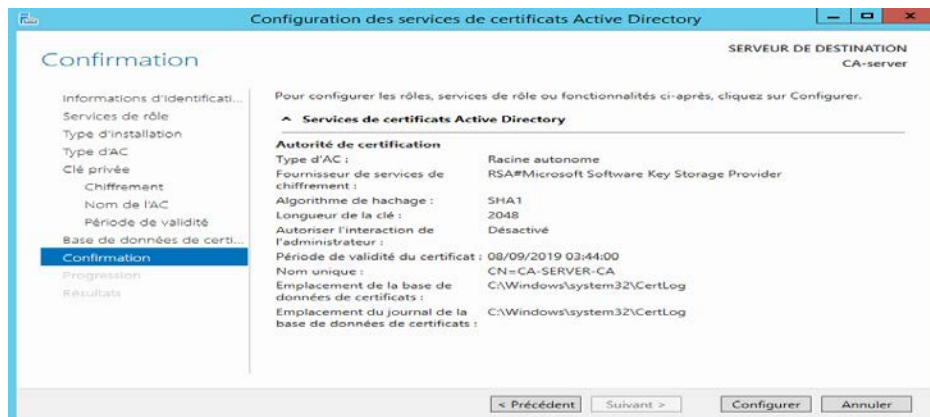 Configuration des services de certificats Active Directory
Confirmation
SERVEUR DE DESTINATION
CA-server
Informations d'identificati...
Services de rôle
Type d'installation
Type d'AC
Clé privée
Chiffrement
Nom de l'AC
Période de validité
Base de données de certi...
Confirmation
Progression
Résultats
Pour configurer les rôles, services de rôle ou fonctionnalités ci-après, cliquez sur Configurer.
Services de certificats Active Directory
Autorité de certification
Type d'AC : Racine autonome
Fournisseur de services de RSA#Microsoft Software Key Storage Provider
chiffrement :
Algorithme de hachage : SHA1
Longueur de la clé : 2048
Autoriser l'interaction de Désactivé
l'administrateur :
Période de validité du certificat : 08/09/2019 03:44:00
Nom unique : CN=CA-SERVER-CA
Emplacement de la base de C:\Windows\system32\CertLog
données de certificats :
Emplacement du journal de la C:\Windows\system32\CertLog
base de données de certificats :
< Précédent Suivant > Configurer Annuler